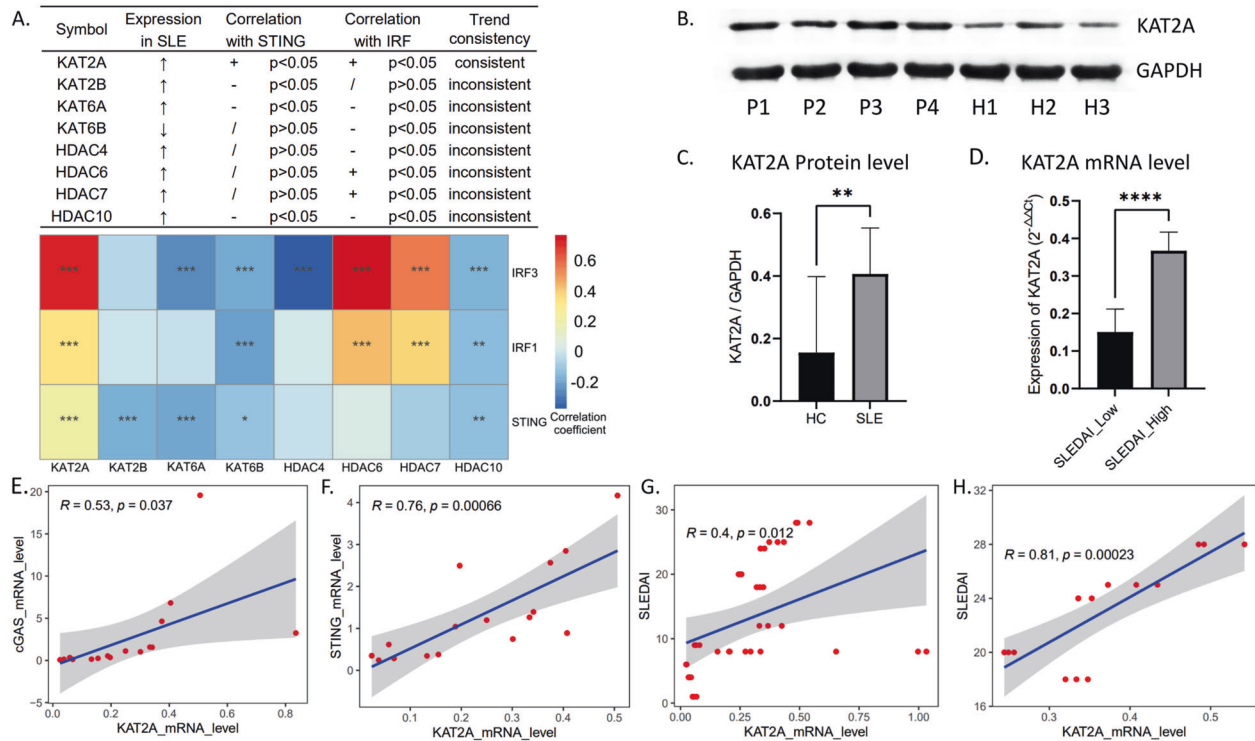 A.
Symbol Expression in SLE Correlation with STING Correlation with IRF Trend consistency
KAT2A ↑ + p<0.05 + p<0.05 consistent
KAT2B ↑ - p<0.05 / p>0.05 inconsistent
KAT6A ↑ - p<0.05 - p<0.05 inconsistent
KAT6B ↓ / p>0.05 - p<0.05 inconsistent
HDAC4 ↑ / p>0.05 - p<0.05 inconsistent
HDAC6 ↑ / p>0.05 + p<0.05 inconsistent
HDAC7 ↑ / p>0.05 + p<0.05 inconsistent
HDAC10 ↑ - p<0.05 - p<0.05 inconsistent
*** *** *** *** *** *** *** IRF3
*** *** *** *** ** IRF1
*** *** *** * ** STING
KAT2A KAT2B KAT6A KAT6B HDAC4 HDAC6 HDAC7 HDAC10
0.6
0.4
0.2
0
-0.2
Correlation
coefficient
B.
KAT2A
GAPDH
P1 P2 P3 P4 H1 H2 H3
C. KAT2A Protein level
**
KAT2A / GAPDH
0.6
0.4
0.2
0.0
HC SLE
D. KAT2A mRNA level
****
Expression of KAT2A (2^-ΔΔCt)
0.5
0.4
0.3
0.2
0.1
0.0
SLEDAI_Low
SLEDAI_High
E.
R = 0.53, p = 0.037
cGAS_mRNA_level
20
15
10
5
0
−5
0.0 0.2 0.4 0.6 0.8
KAT2A_mRNA_level
F.
R = 0.76, p = 0.00066
STING_mRNA_level
4
2
0
0.1 0.2 0.3 0.4 0.5
KAT2A_mRNA_level
G.
R = 0.4, p = 0.012
SLEDAI
30
20
10
0
0.00 0.25 0.50 0.75 1.00
KAT2A_mRNA_level
H.
R = 0.81, p = 0.00023
SLEDAI
32
28
24
20
16
0.3 0.4 0.5
KAT2A_mRNA_level